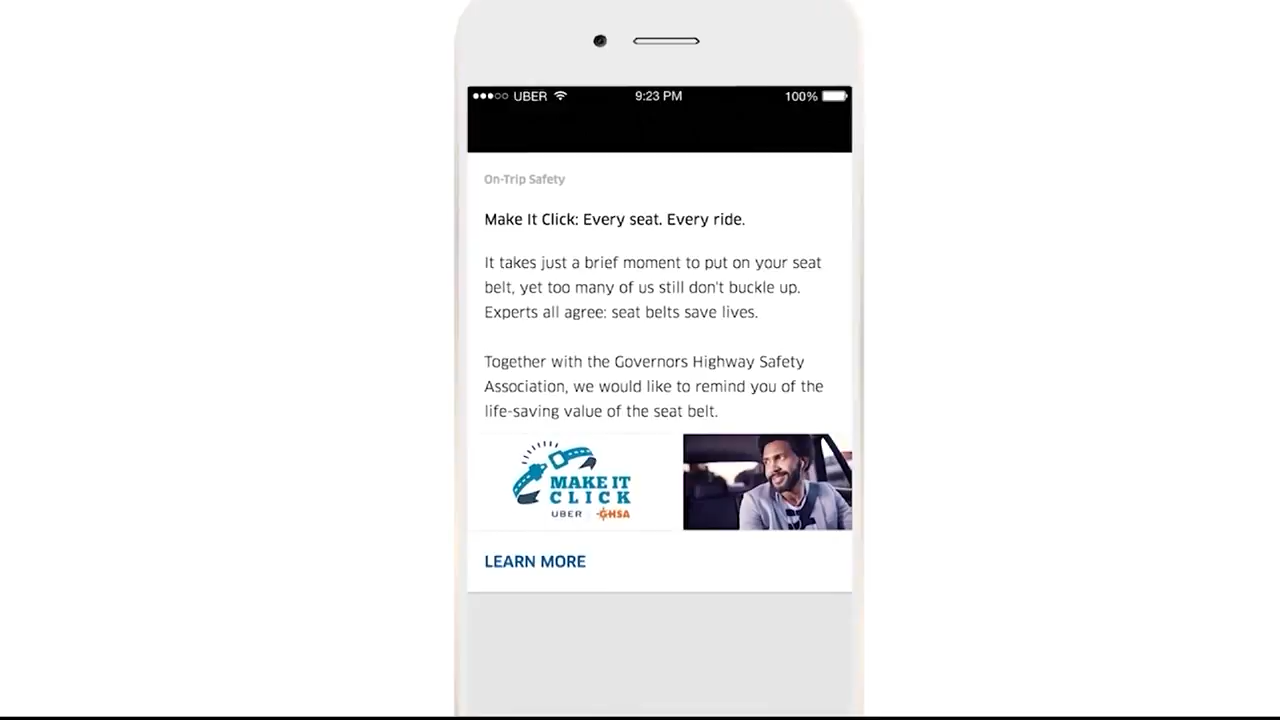 UBER 9:23 PM 100%
On-Trip Safety
Make It Click: Every seat. Every ride.
It takes just a brief moment to put on your seat
belt, yet too many of us still don't buckle up.
Experts all agree: seat belts save lives.
Together with the Governors Highway Safety
Association, we would like to remind you of the
life-saving value of the seat belt.
MAKE IT
CLICK
UBER GHSA
LEARN MORE